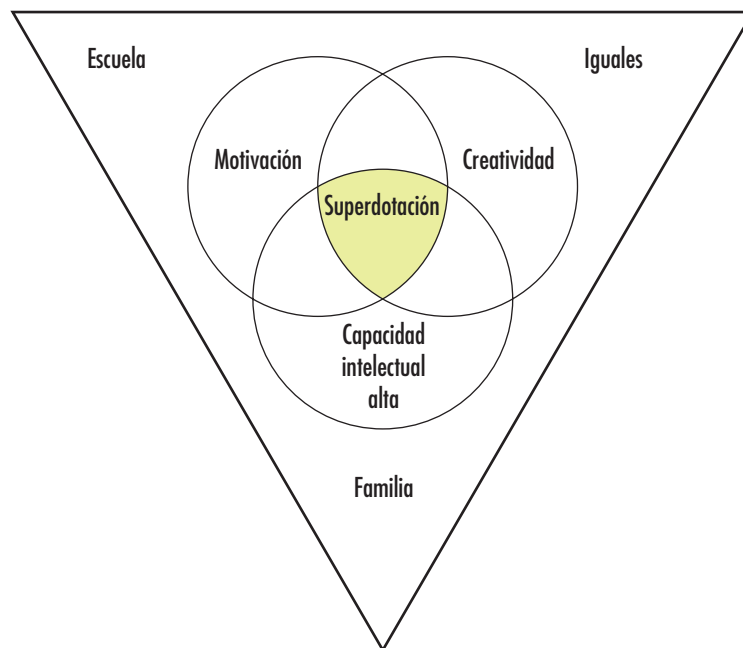 Escuela
Iguales
Motivación
Creatividad
Superdotación
Capacidad
intelectual
alta
Familia